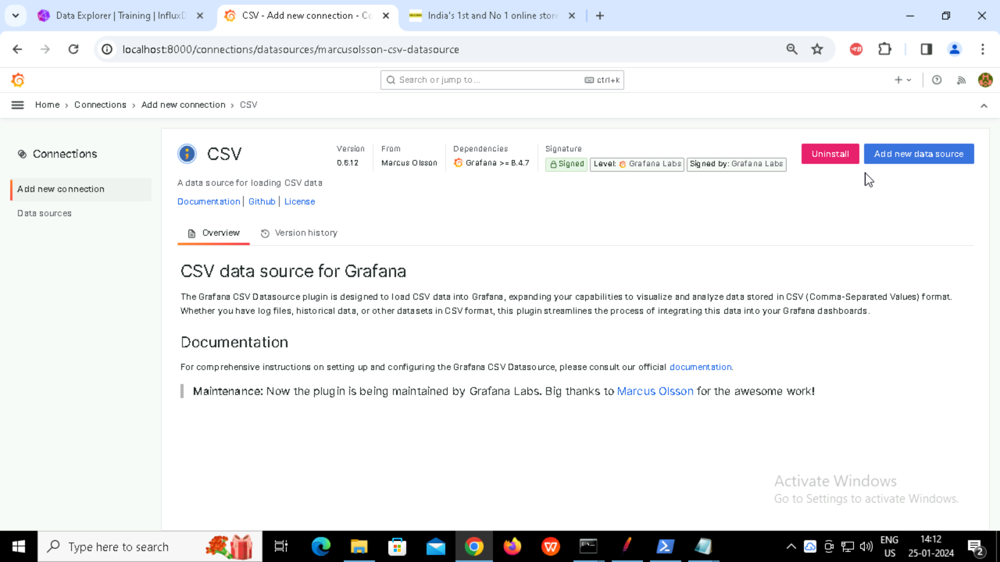 Data Explorer | Training | InfluxD
CSV - Add new connection - Co
India's 1st and No 1 online store
localhost:8000/connections/datasources/marcusolsson-csv-datasource
Search or jump to...
ctrl+k
Home › Connections › Add new connection › CSV
Connections
Add new connection
Data sources
CSV
Version
0.6.12
From
Marcus Olsson
Dependencies
Grafana >= 8.4.7
Signature
Signed
Level: Grafana Labs
Signed by: Grafana Labs
Uninstall
Add new data source
A data source for loading CSV data
Documentation | Github | License
Overview
Version history
CSV data source for Grafana
The Grafana CSV Datasource plugin is designed to load CSV data into Grafana, expanding your capabilities to visualize and analyze data stored in CSV (Comma-Separated Values) format.
Whether you have log files, historical data, or other datasets in CSV format, this plugin streamlines the process of integrating this data into your Grafana dashboards.
Documentation
For comprehensive instructions on setting up and configuring the Grafana CSV Datasource, please consult our official documentation.
Maintenance: Now the plugin is being maintained by Grafana Labs. Big thanks to Marcus Olsson for the awesome work!
Activate Windows
Go to Settings to activate Windows.
Type here to search
ENG
US
14:12
25-01-2024
2